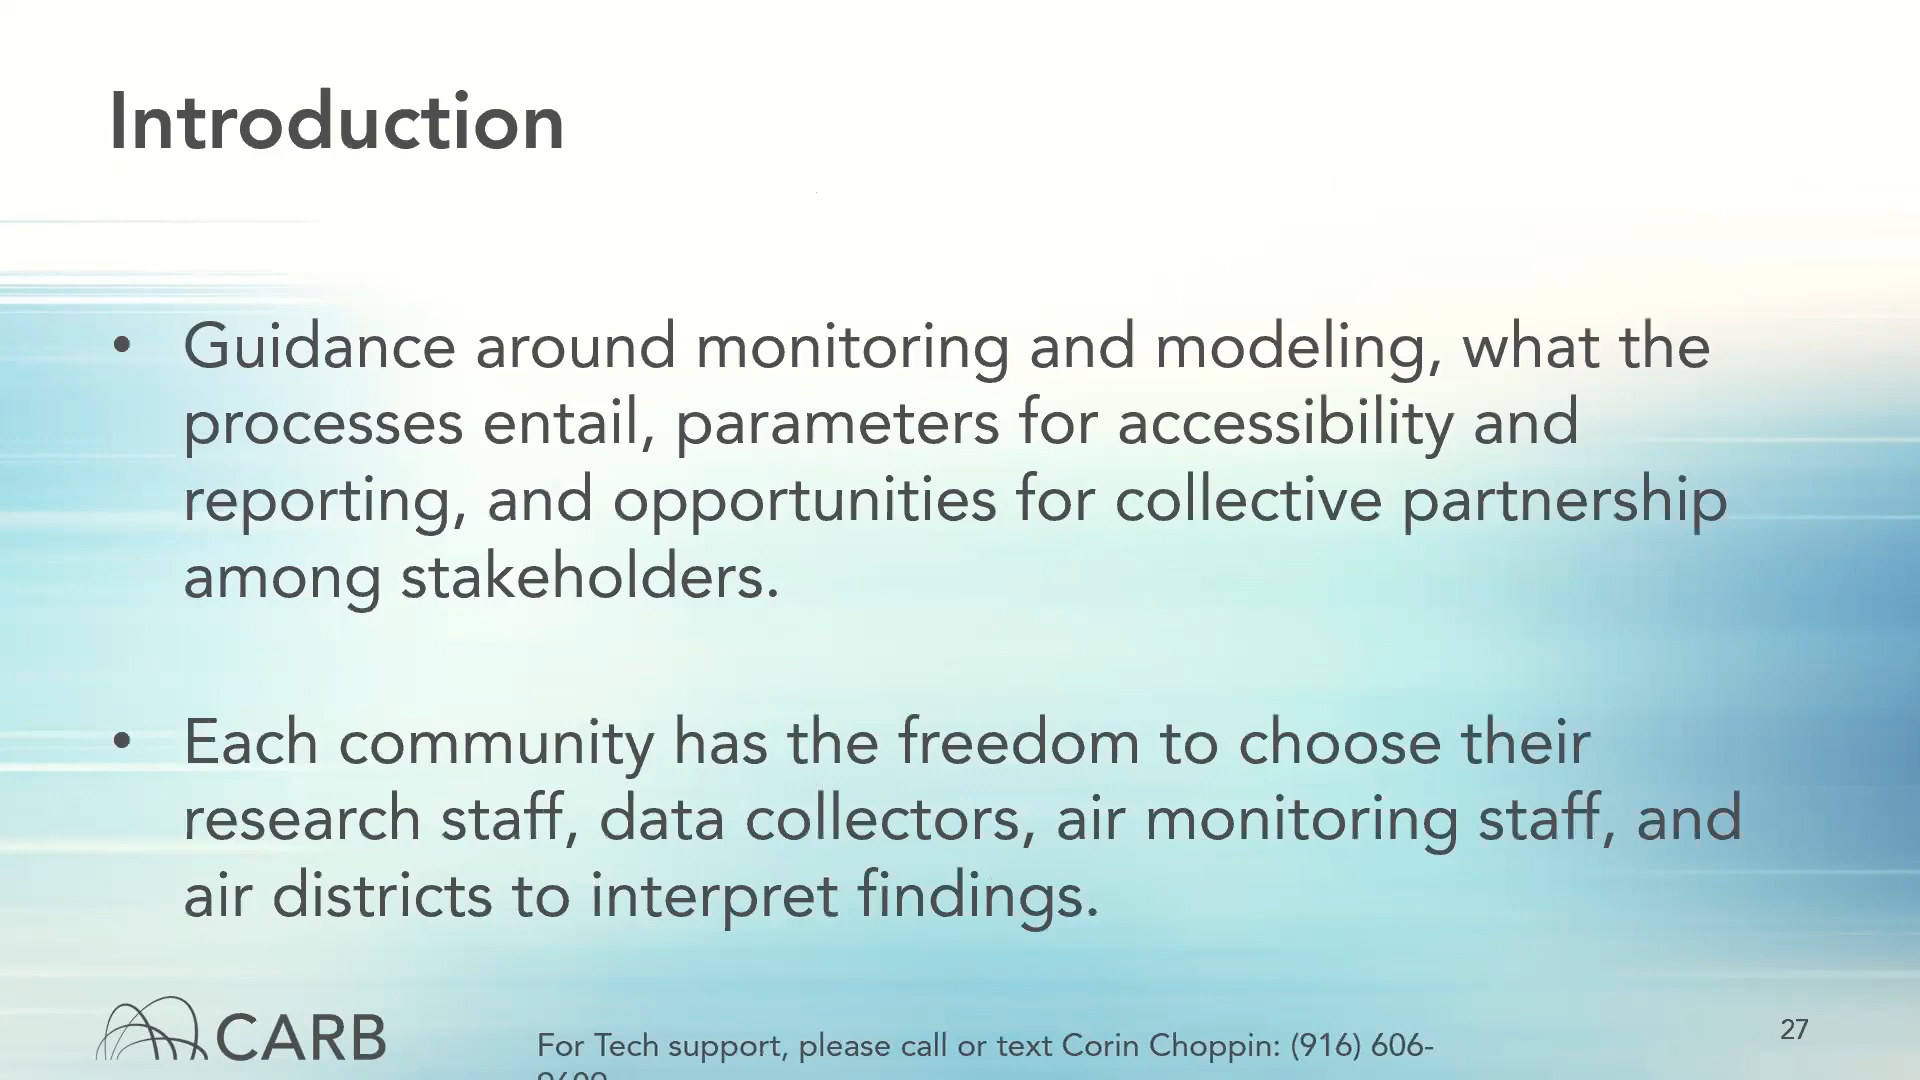 Introduction
• Guidance around monitoring and modeling, what the
processes entail, parameters for accessibility and
reporting, and opportunities for collective partnership
among stakeholders.
• Each community has the freedom to choose their
research staff, data collectors, air monitoring staff, and
air districts to interpret findings.
CARB
For Tech support, please call or text Corin Choppin: (916) 606-
27